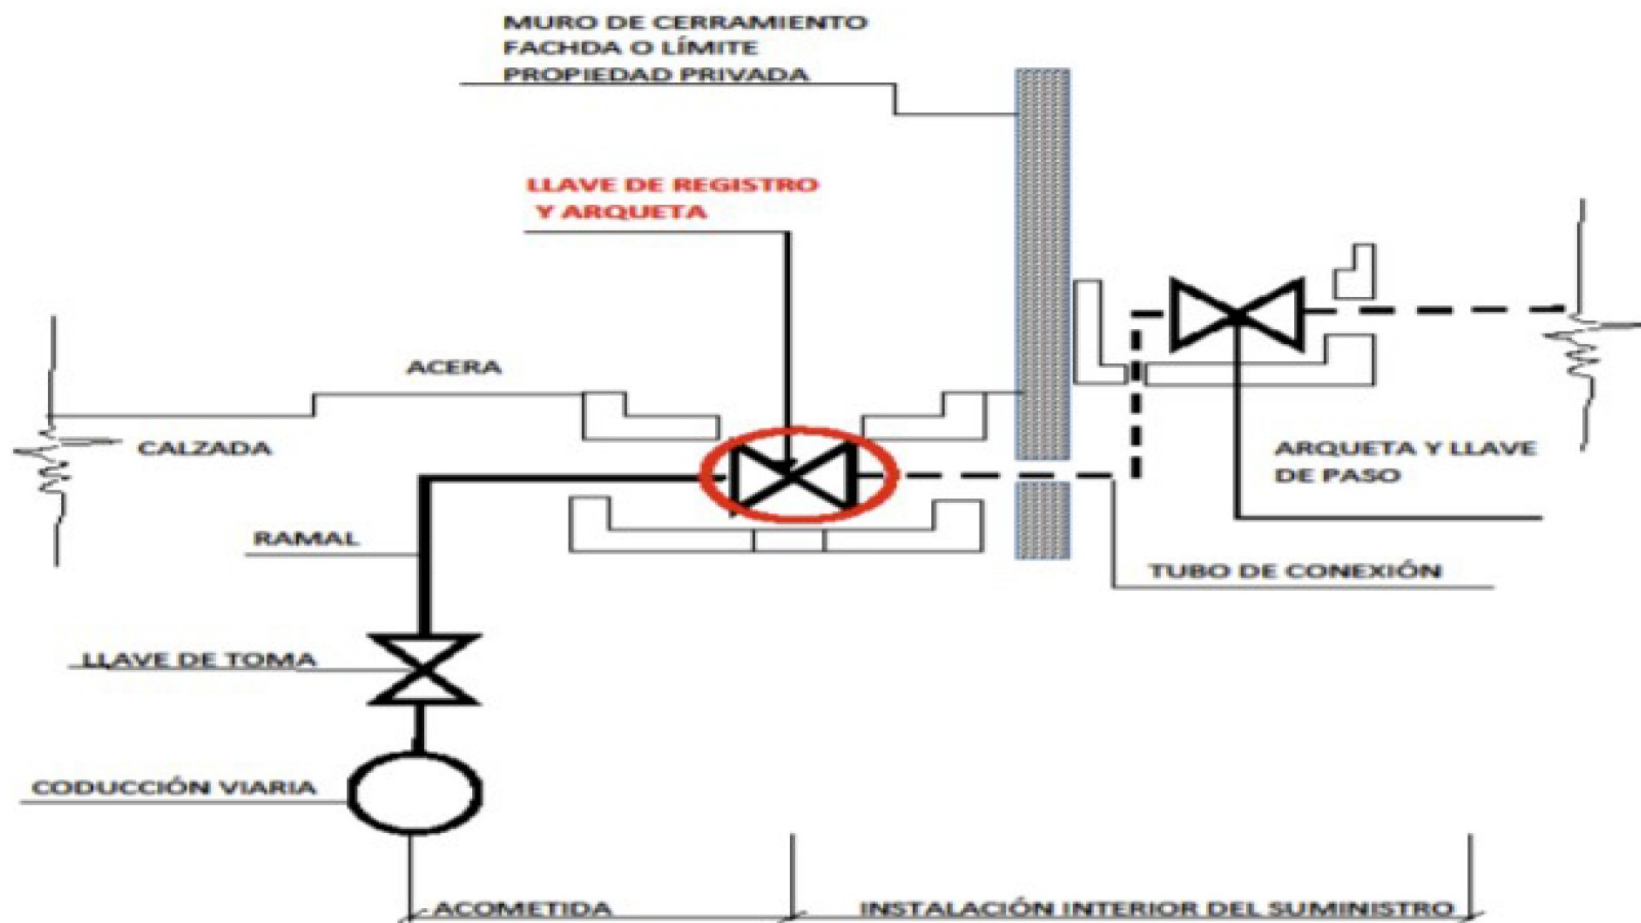 MURO DE CERRAMIENTO
FACHDA O LÍMITE
PROPIEDAD PRIVADA
LLAVE DE REGISTRO
Y ARQUETA
ACERA
CALZADA
ARQUETA Y LLAVE
DE PASO
RAMAL
TUBO DE CONEXIÓN
LLAVE DE TOMA
CODUCCIÓN VIARIA
ACOMETIDA
INSTALACIÓN INTERIOR DEL SUMINISTRO